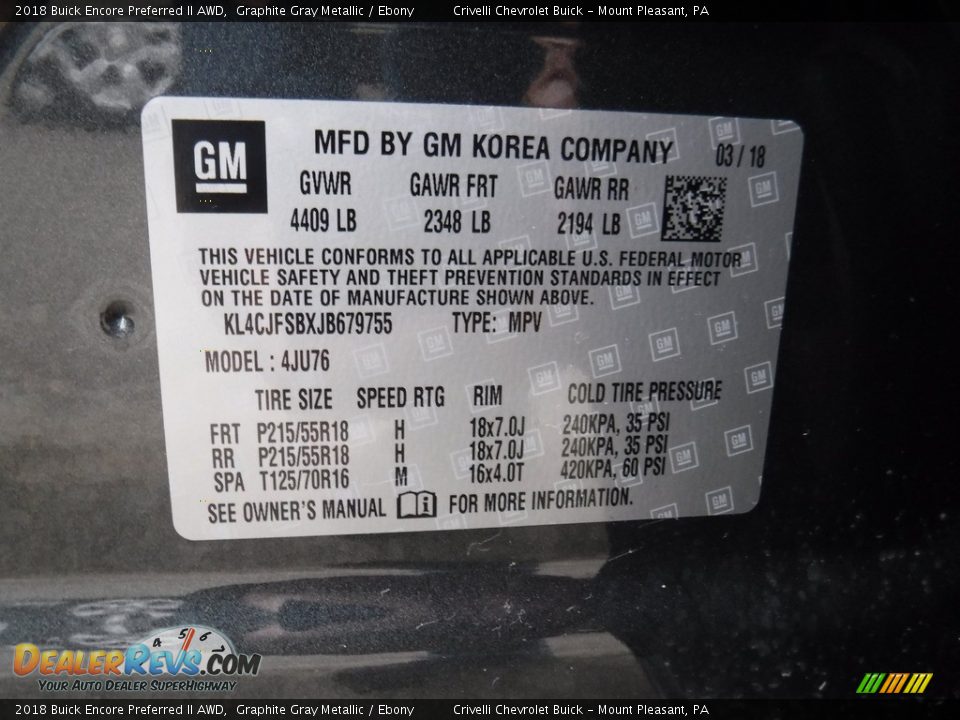 2018 Buick Encore Preferred II AWD, Graphite Gray Metallic / Ebony Crivelli Chevrolet Buick - Mount Pleasant, PA
GM MFD BY GM KOREA COMPANY 03 / 18
GVWR GAWR FRT GAWR RR
4409 LB 2348 LB 2194 LB
THIS VEHICLE CONFORMS TO ALL APPLICABLE U.S. FEDERAL MOTOR
VEHICLE SAFETY AND THEFT PREVENTION STANDARDS IN EFFECT
ON THE DATE OF MANUFACTURE SHOWN ABOVE.
KL4CJFSBXJB679755 TYPE: MPV
MODEL : 4JU76
TIRE SIZE SPEED RTG RIM COLD TIRE PRESSURE
FRT P215/55R18 H 18x7.0J 240KPA, 35 PSI
RR P215/55R18 H 18x7.0J 240KPA, 35 PSI
SPA T125/70R16 M 16x4.0T 420KPA, 60 PSI
SEE OWNER'S MANUAL i FOR MORE INFORMATION.
4 5 6 7
DEALERREVS.COM
YOUR AUTO DEALER SUPERHIGHWAY
2018 Buick Encore Preferred II AWD, Graphite Gray Metallic / Ebony Crivelli Chevrolet Buick - Mount Pleasant, PA